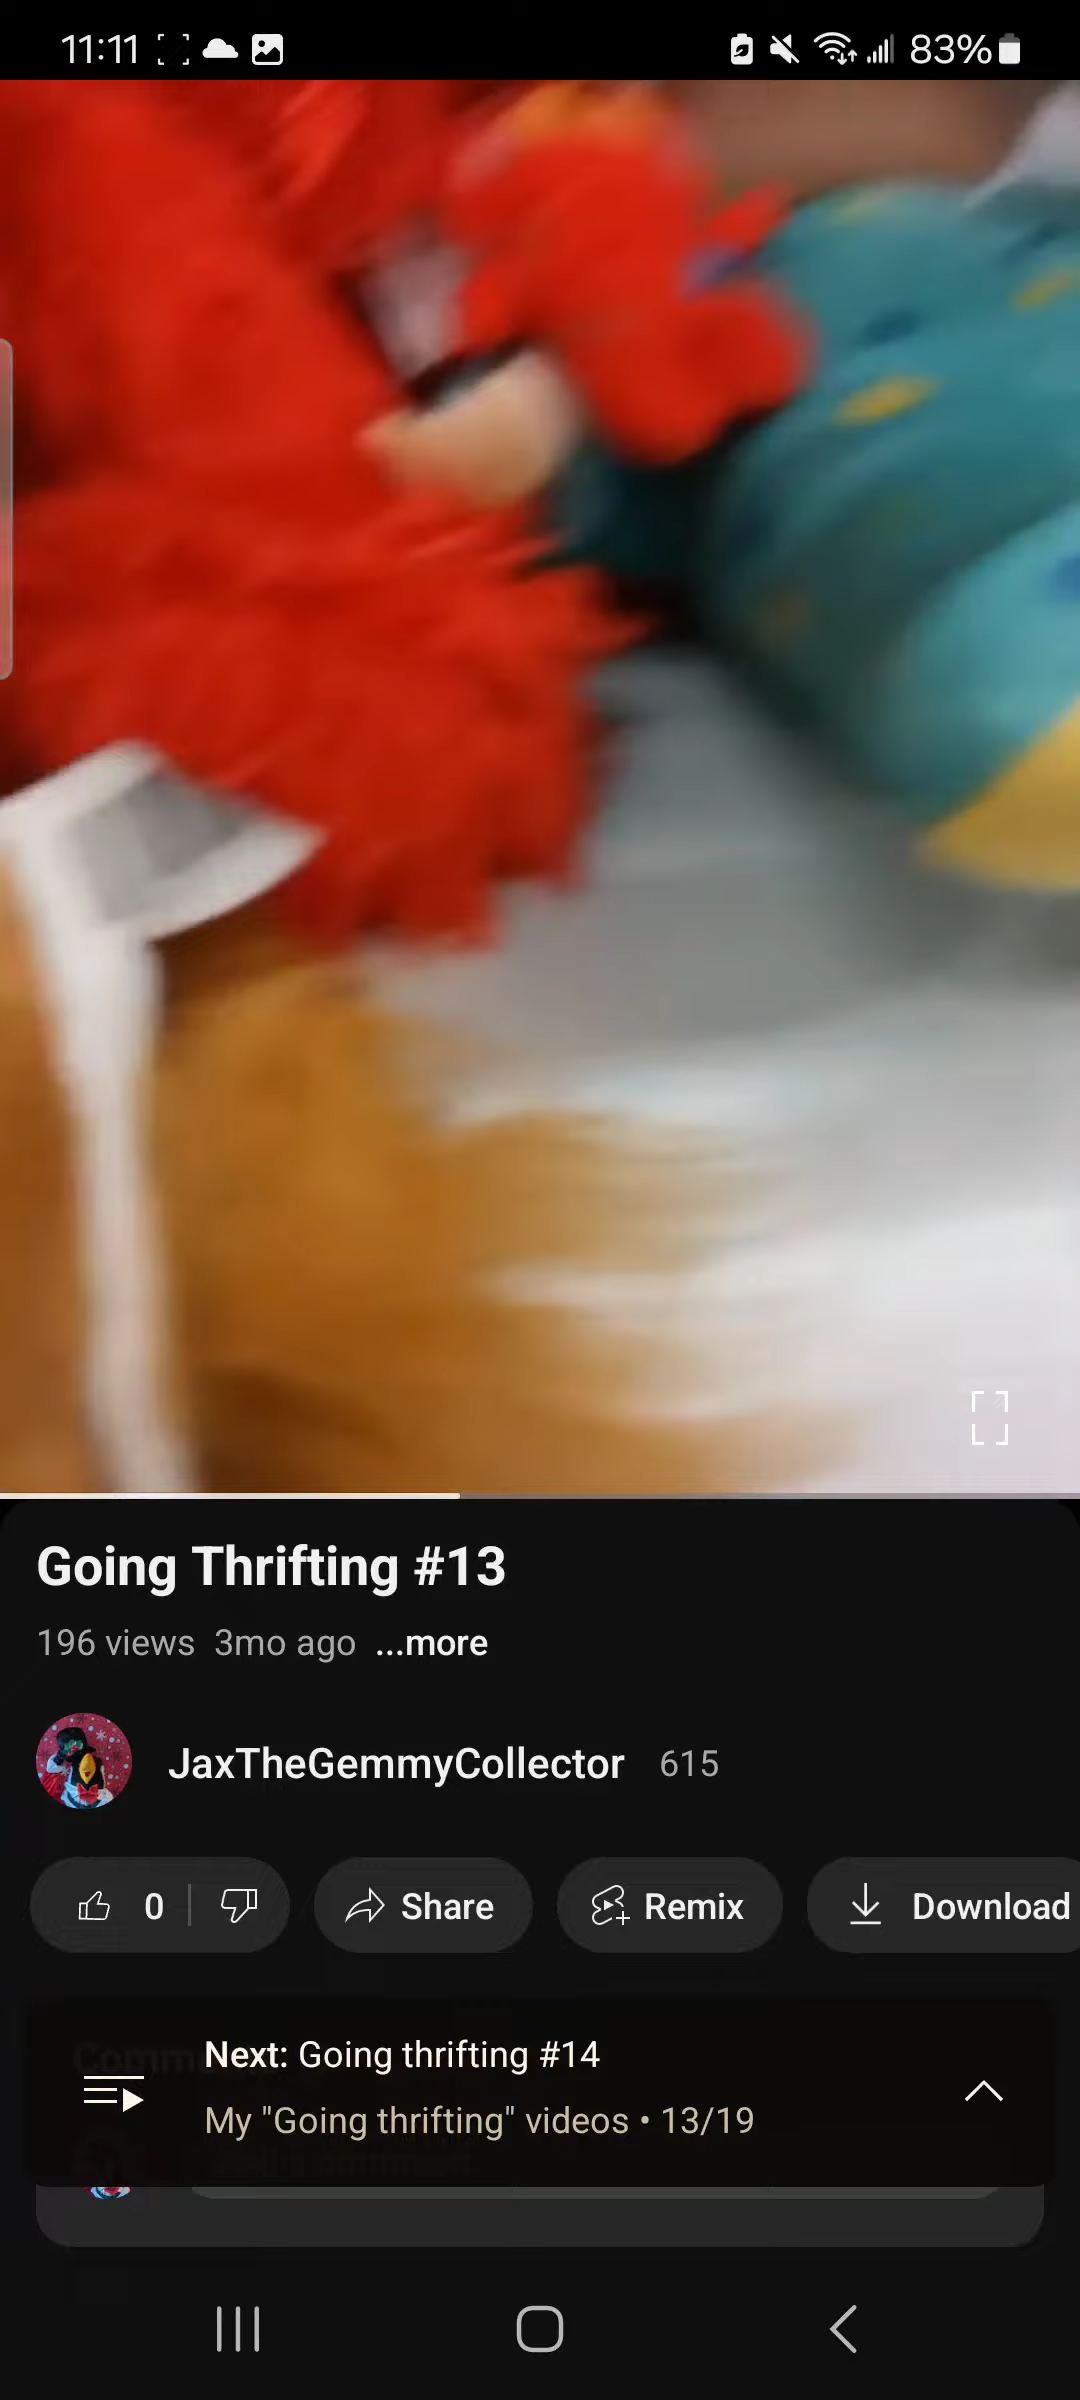 11:11 83%
Going Thrifting #13
196 views 3mo ago ...more
JaxTheGemmyCollector 615
0 Share Remix Download
Next: Going thrifting #14
My "Going thrifting" videos • 13/19